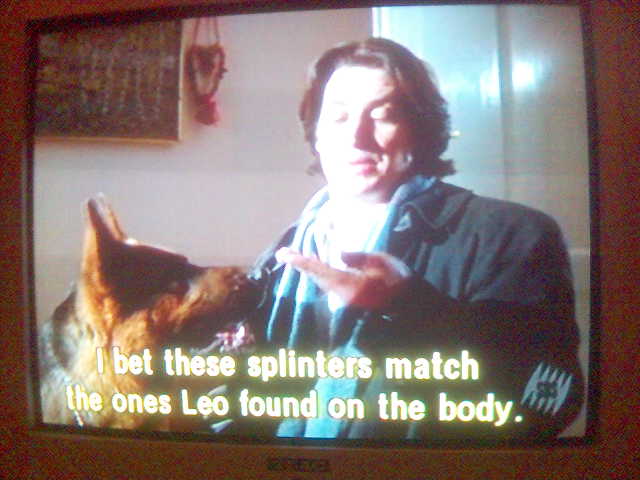 I bet these splinters match
the ones Leo found on the body.